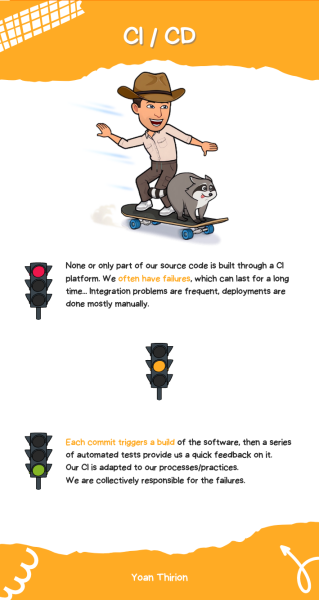 CI / CD
None or only part of our source code is built through a CI
platform. We often have failures, which can last for a long
time... Integration problems are frequent, deployments are
done mostly manually.
Each commit triggers a build of the software, then a series
of automated tests provide us a quick feedback on it.
Our CI is adapted to our processes/practices.
We are collectively responsible for the failures.
Yoan Thirion